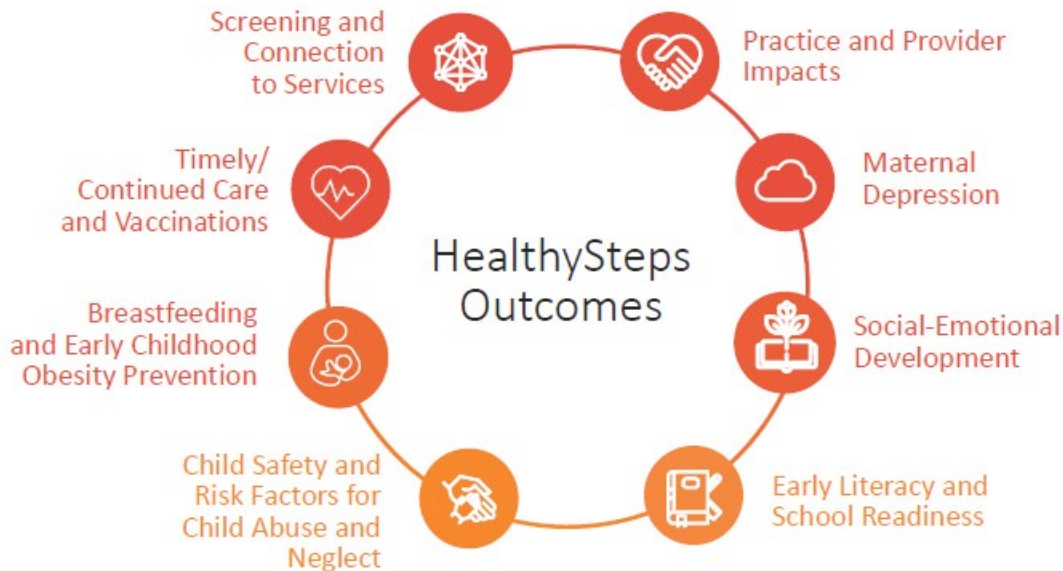 Screening and
Connection
to Services
Practice and Provider
Impacts
Timely/
Continued Care
and Vaccinations
Maternal
Depression
HealthySteps
Outcomes
Breastfeeding
and Early Childhood
Obesity Prevention
Social-Emotional
Development
Child Safety and
Risk Factors for
Child Abuse and
Neglect
Early Literacy and
School Readiness